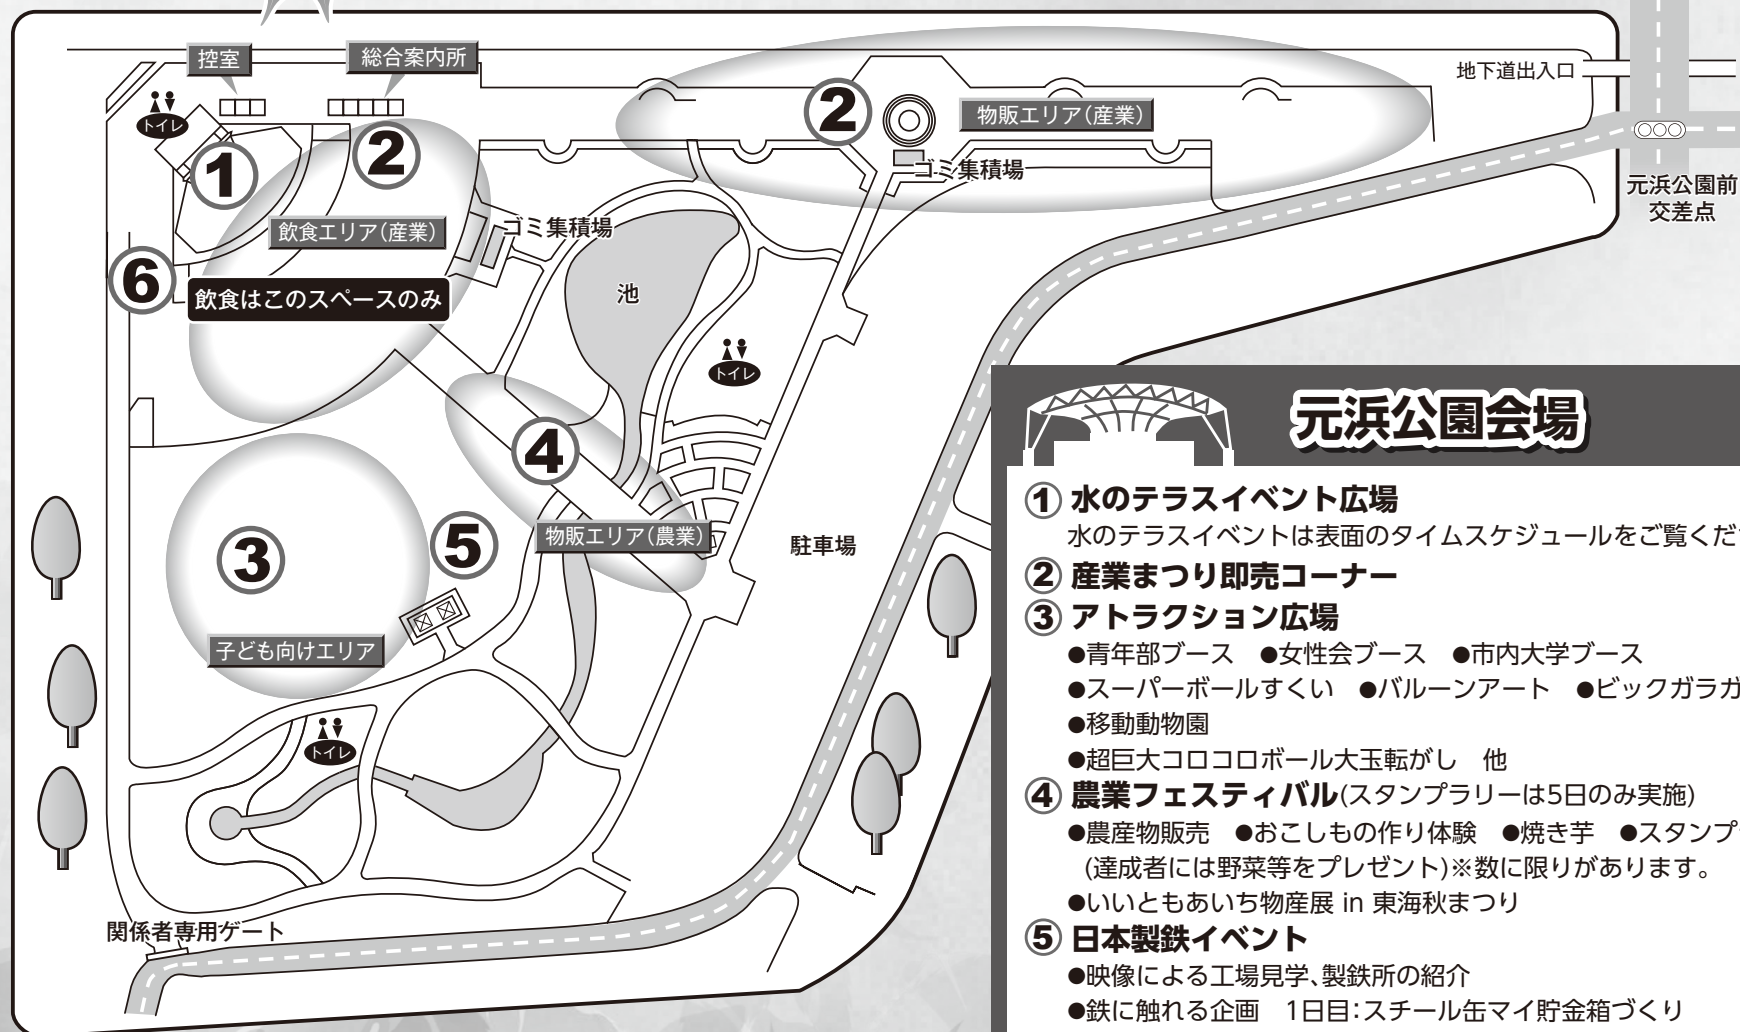 控室
総合案内所
トイレ
①
②
飲食エリア(産業)
ゴミ集積場
⑥
飲食はこのスペースのみ
②
物販エリア(産業)
ゴミ集積場
地下道出入口
元浜公園前
交差点
池
トイレ
④
物販エリア(農業)
③
⑤
子ども向けエリア
駐車場
トイレ
関係者専用ゲート
元浜公園会場
① 水のテラスイベント広場
水のテラスイベントは表面のタイムスケジュールをご覧くだ
② 産業まつり即売コーナー
③ アトラクション広場
●青年部ブース ●女性会ブース ●市内大学ブース
●スーパーボールすくい ●バルーンアート ●ビックガラガ
●移動動物園
●超巨大コロコロボール大玉転がし 他
④ 農業フェスティバル(スタンプラリーは5日のみ実施)
●農産物販売 ●おこしもの作り体験 ●焼き芋 ●スタンプ
(達成者には野菜等をプレゼント)※数に限りがあります。
●いいともあいち物産展 in 東海秋まつり
⑤ 日本製鉄イベント
●映像による工場見学、製鉄所の紹介
●鉄に触れる企画 1日目:スチール缶マイ貯金箱づくり